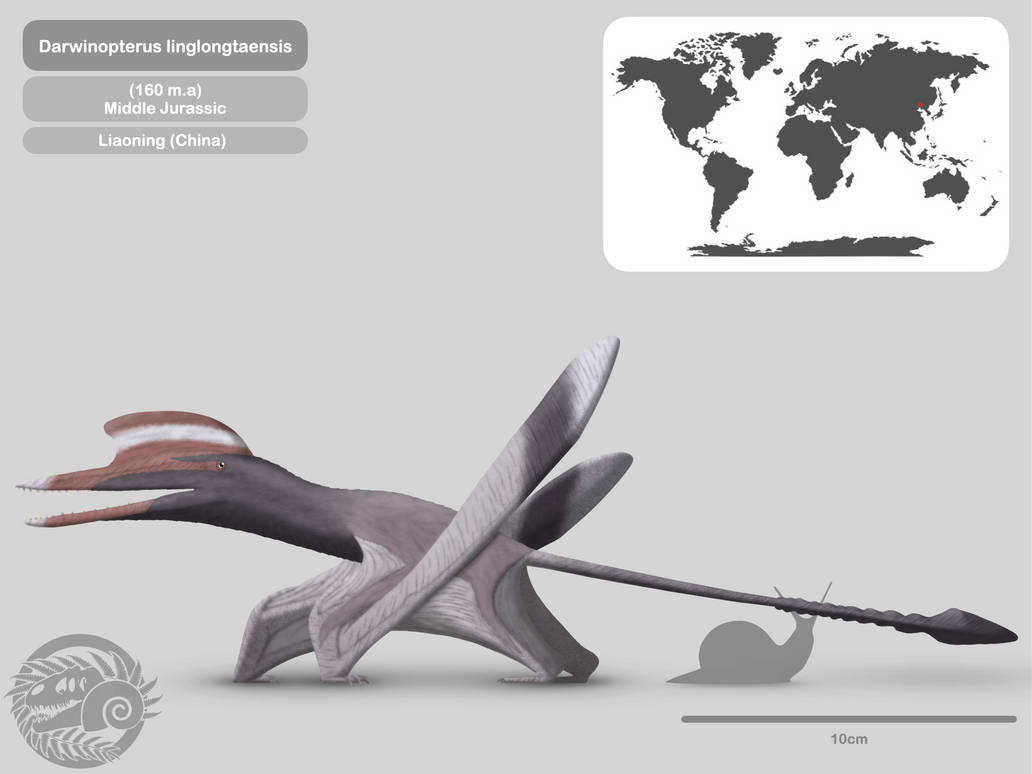 Darwinopterus linglongtaensis
(160 m.a)
Middle Jurassic
Liaoning (China)
10cm